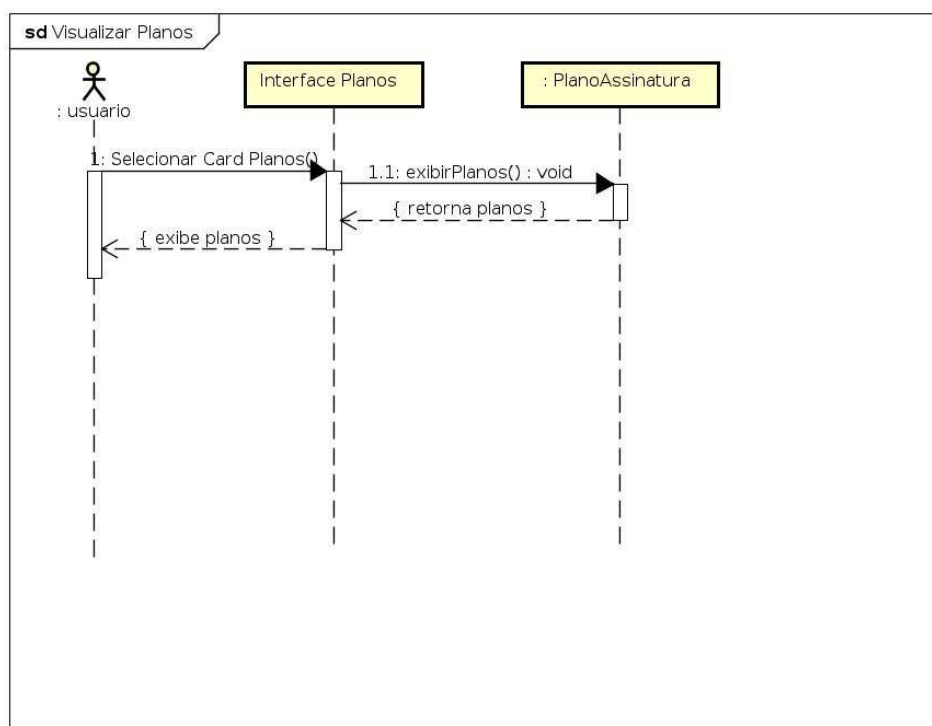 sd Visualizar Planos
: usuario
Interface Planos
: PlanoAssinatura
1: Selecionar Card Planos()
1.1: exibirPlanos() : void
{ retorna planos }
{ exibe planos }